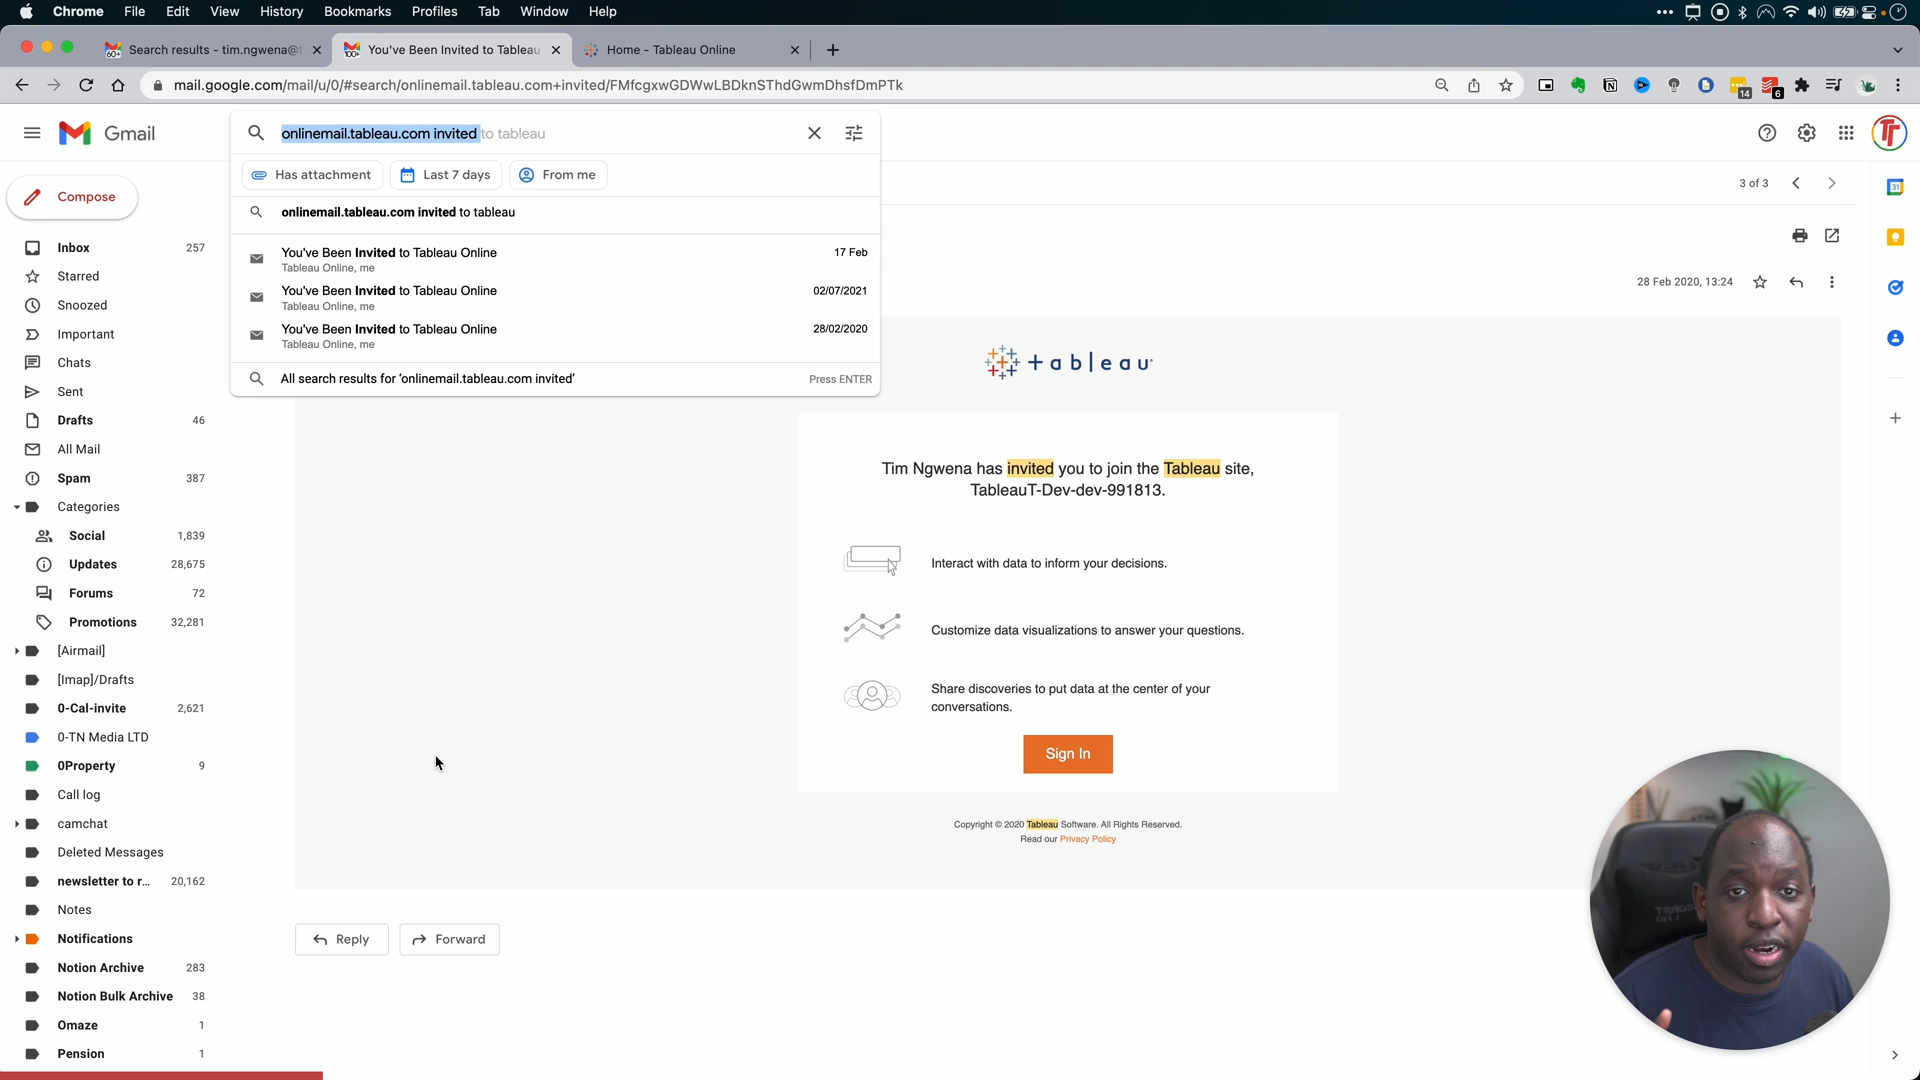 Chrome File Edit View History Bookmarks Profiles Tab Window Help
Search results - tim.ngwena@t
You've Been Invited to Tableau
Home - Tableau Online
mail.google.com/mail/u/0/#search/onlinemail.tableau.com+invited/FMfcgxwGDWwLBDknSThdGwmDhsfDmPTk
14
6
Gmail
onlinemail.tableau.com invited to tableau
Has attachment
Last 7 days
From me
onlinemail.tableau.com invited to tableau
You've Been Invited to Tableau Online
17 Feb
Tableau Online, me
You've Been Invited to Tableau Online
02/07/2021
Tableau Online, me
You've Been Invited to Tableau Online
28/02/2020
Tableau Online, me
All search results for ‘onlinemail.tableau.com invited’
Press ENTER
3 of 3
28 Feb 2020, 13:24
Compose
Inbox 257
Starred
Snoozed
Important
Chats
Sent
Drafts 46
All Mail
Spam 387
Categories
Social 1,839
Updates 28,675
Forums 72
Promotions 32,281
[Airmail]
[Imap]/Drafts
0-Cal-invite 2,621
0-TN Media LTD
0Property 9
Call log
camchat
Deleted Messages
newsletter to r... 20,162
Notes
Notifications
Notion Archive 283
Notion Bulk Archive 38
Omaze 1
Pension 1
+ableau
Tim Ngwena has invited you to join the Tableau site,
TableauT-Dev-dev-991813.
Interact with data to inform your decisions.
Customize data visualizations to answer your questions.
Share discoveries to put data at the center of your
conversations.
Sign In
Copyright © 2020 Tableau Software. All Rights Reserved.
Read our Privacy Policy
Reply
Forward
31